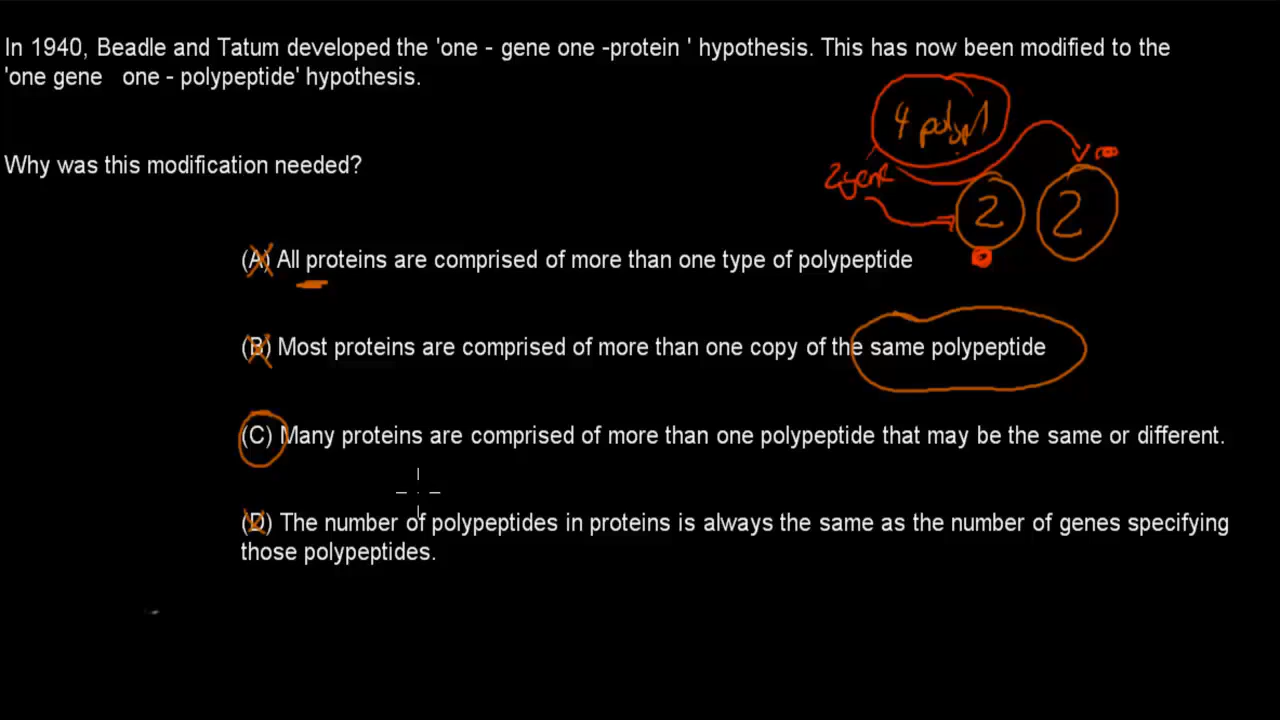 In 1940, Beadle and Tatum developed the 'one - gene one -protein ' hypothesis. This has now been modified to the
'one gene one - polypeptide' hypothesis.
4 polyp
Why was this modification needed?
2gene
2 2
(A) All proteins are comprised of more than one type of polypeptide
(B) Most proteins are comprised of more than one copy of the same polypeptide
(C) Many proteins are comprised of more than one polypeptide that may be the same or different.
(D) The number of polypeptides in proteins is always the same as the number of genes specifying
those polypeptides.